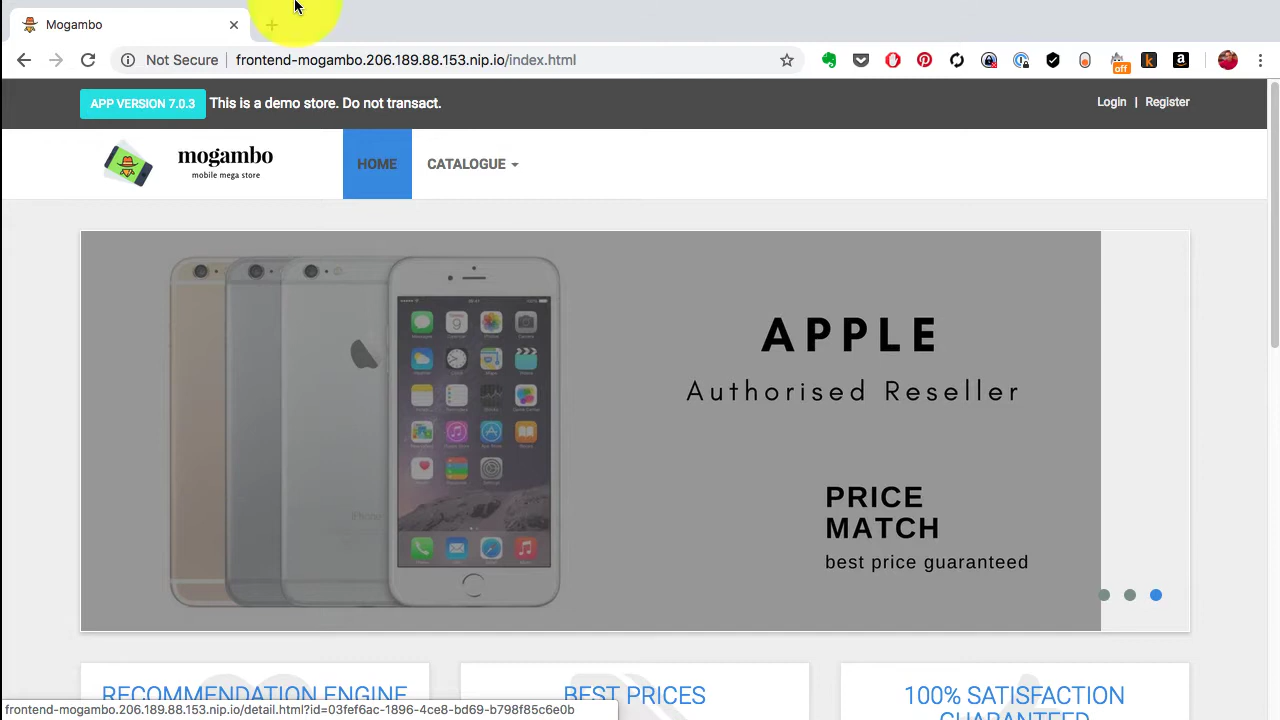 Mogambo
Not Secure
frontend-mogambo.206.189.88.153.nip.io/index.html
off
APP VERSION 7.0.3 This is a demo store. Do not transact.
Login | Register
mogambo
mobile mega store
HOME
CATALOGUE
APPLE
Authorised Reseller
iPhone
PRICE
MATCH
best price guaranteed
RECOMMENDATION ENGINE
BEST PRICES
100% SATISFACTION
GUARANTEED
frontend-mogambo.206.189.88.153.nip.io/detail.html?id=03fef6ac-1896-4ce8-bd69-b798f85c6e0b